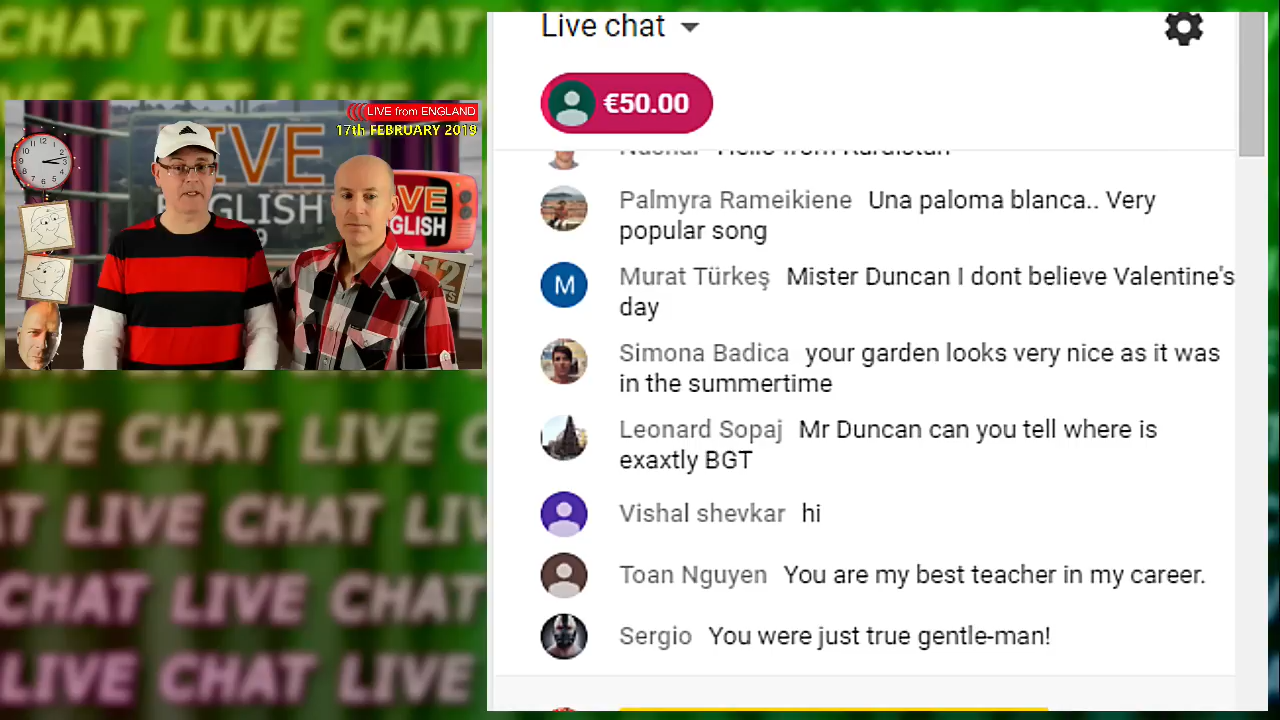 CHAT LIVE CHAT
LIVE from ENGLAND
17th FEBRUARY 2019
LIVE
ENGLISH
LIVE
ENGLISH
Live chat
€50.00
Hello from Kurdistan
Palmyra Rameikiene Una paloma blanca.. Very
popular song
Murat Türkeş Mister Duncan I dont believe Valentine's
day
Simona Badica your garden looks very nice as it was
in the summertime
Leonard Sopaj Mr Duncan can you tell where is
exaxtly BGT
Vishal shevkar hi
Toan Nguyen You are my best teacher in my career.
Sergio You were just true gentle-man!
LIVE CHAT LIVE C
AT LIVE CHAT LIV
CHAT LIVE CHAT
LIVE CHAT LIVE